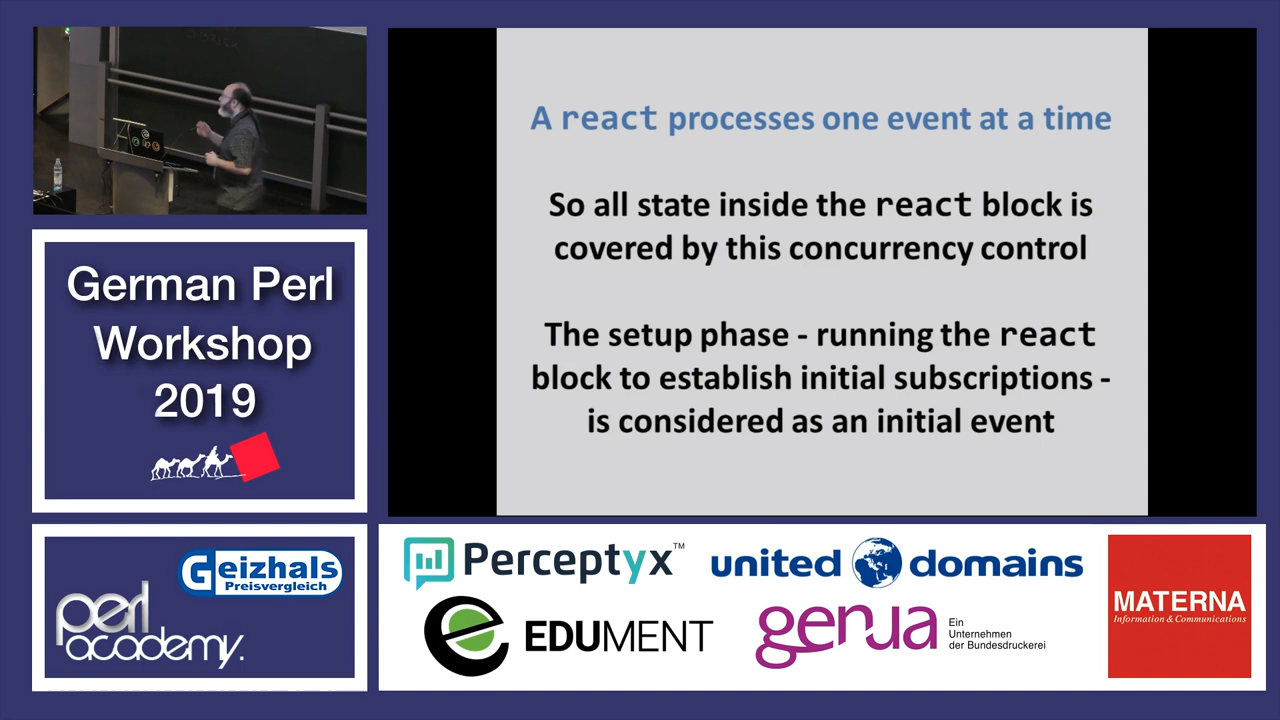 A react processes one event at a time
So all state inside the react block is
covered by this concurrency control
The setup phase - running the react
block to establish initial subscriptions -
is considered as an initial event
German Perl
Workshop
2019
Geizhals
Preisvergleich
perl
academy.
Perceptyx™
united domains
EDUMENT
genua
Ein
Unternehmen
der Bundesdruckerei
MATERNA
Information & Communications